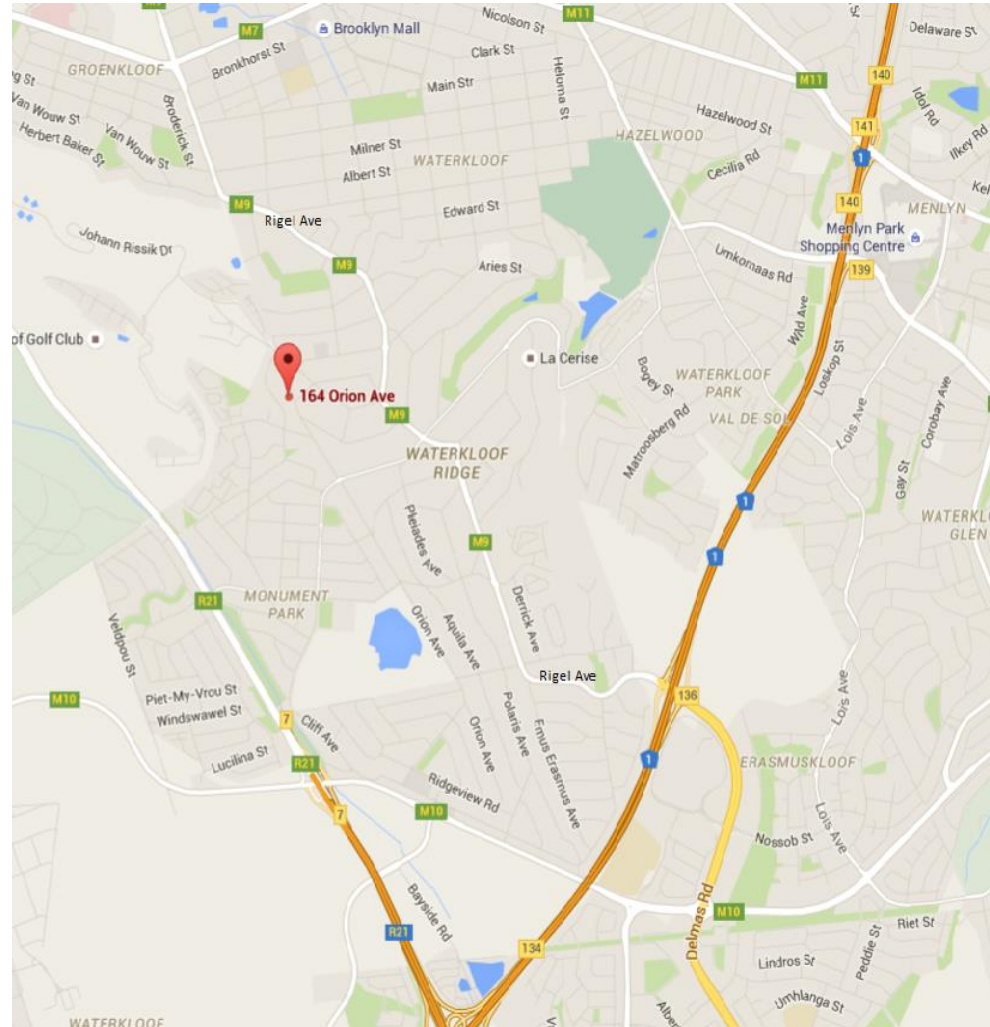 Nicolson St
M11
Delaware St
M7
Brooklyn Mall
Bronkhorst St
Clark St
GROENKLOOF
Main Str
Heloma St
M11
140
Idol Rd
Van Wouw St
Broderick St
Herbert Baker St
Van Wouw St
Milner St
WATERKLOOF
Albert St
HAZELWOOD
Hazelwood St
Cecilia Rd
141
1
Ilkey Rd
M9
Rigel Ave
Edward St
140
MENLYN
Menlyn Park
Shopping Centre
Johann Rissik Dr
M9
Aries St
Umkomaas Rd
139
of Golf Club
La Cerise
Wild Ave
Loskop St
164 Orion Ave
Bogey St
WATERKLOOF
PARK
M9
VAL DE SOL
Matroosberg Rd
Lois Ave
Corobay Ave
WATERKLOOF
RIDGE
Gay St
1
Pleiades Ave
M9
1
WATERKL
GLEN
R21
MONUMENT
PARK
Veldpou St
Orion Ave
Aquila Ave
Derrick Ave
Rigel Ave
136
Lois Ave
M10
Piet-My-Vrou St
Windswawel St
7
Cliff Ave
Polaris Ave
Orion Ave
Emus Erasmus Ave
Lucilina St
R21
1
ERASMUSKLOOF
Ridgeview Rd
M10
7
Lois Ave
Nossob St
Bayside Rd
Delmas Rd
M10
Riet St
R21
134
Peddie St
Lindros St
Umhlanga St
WATERKLOOF